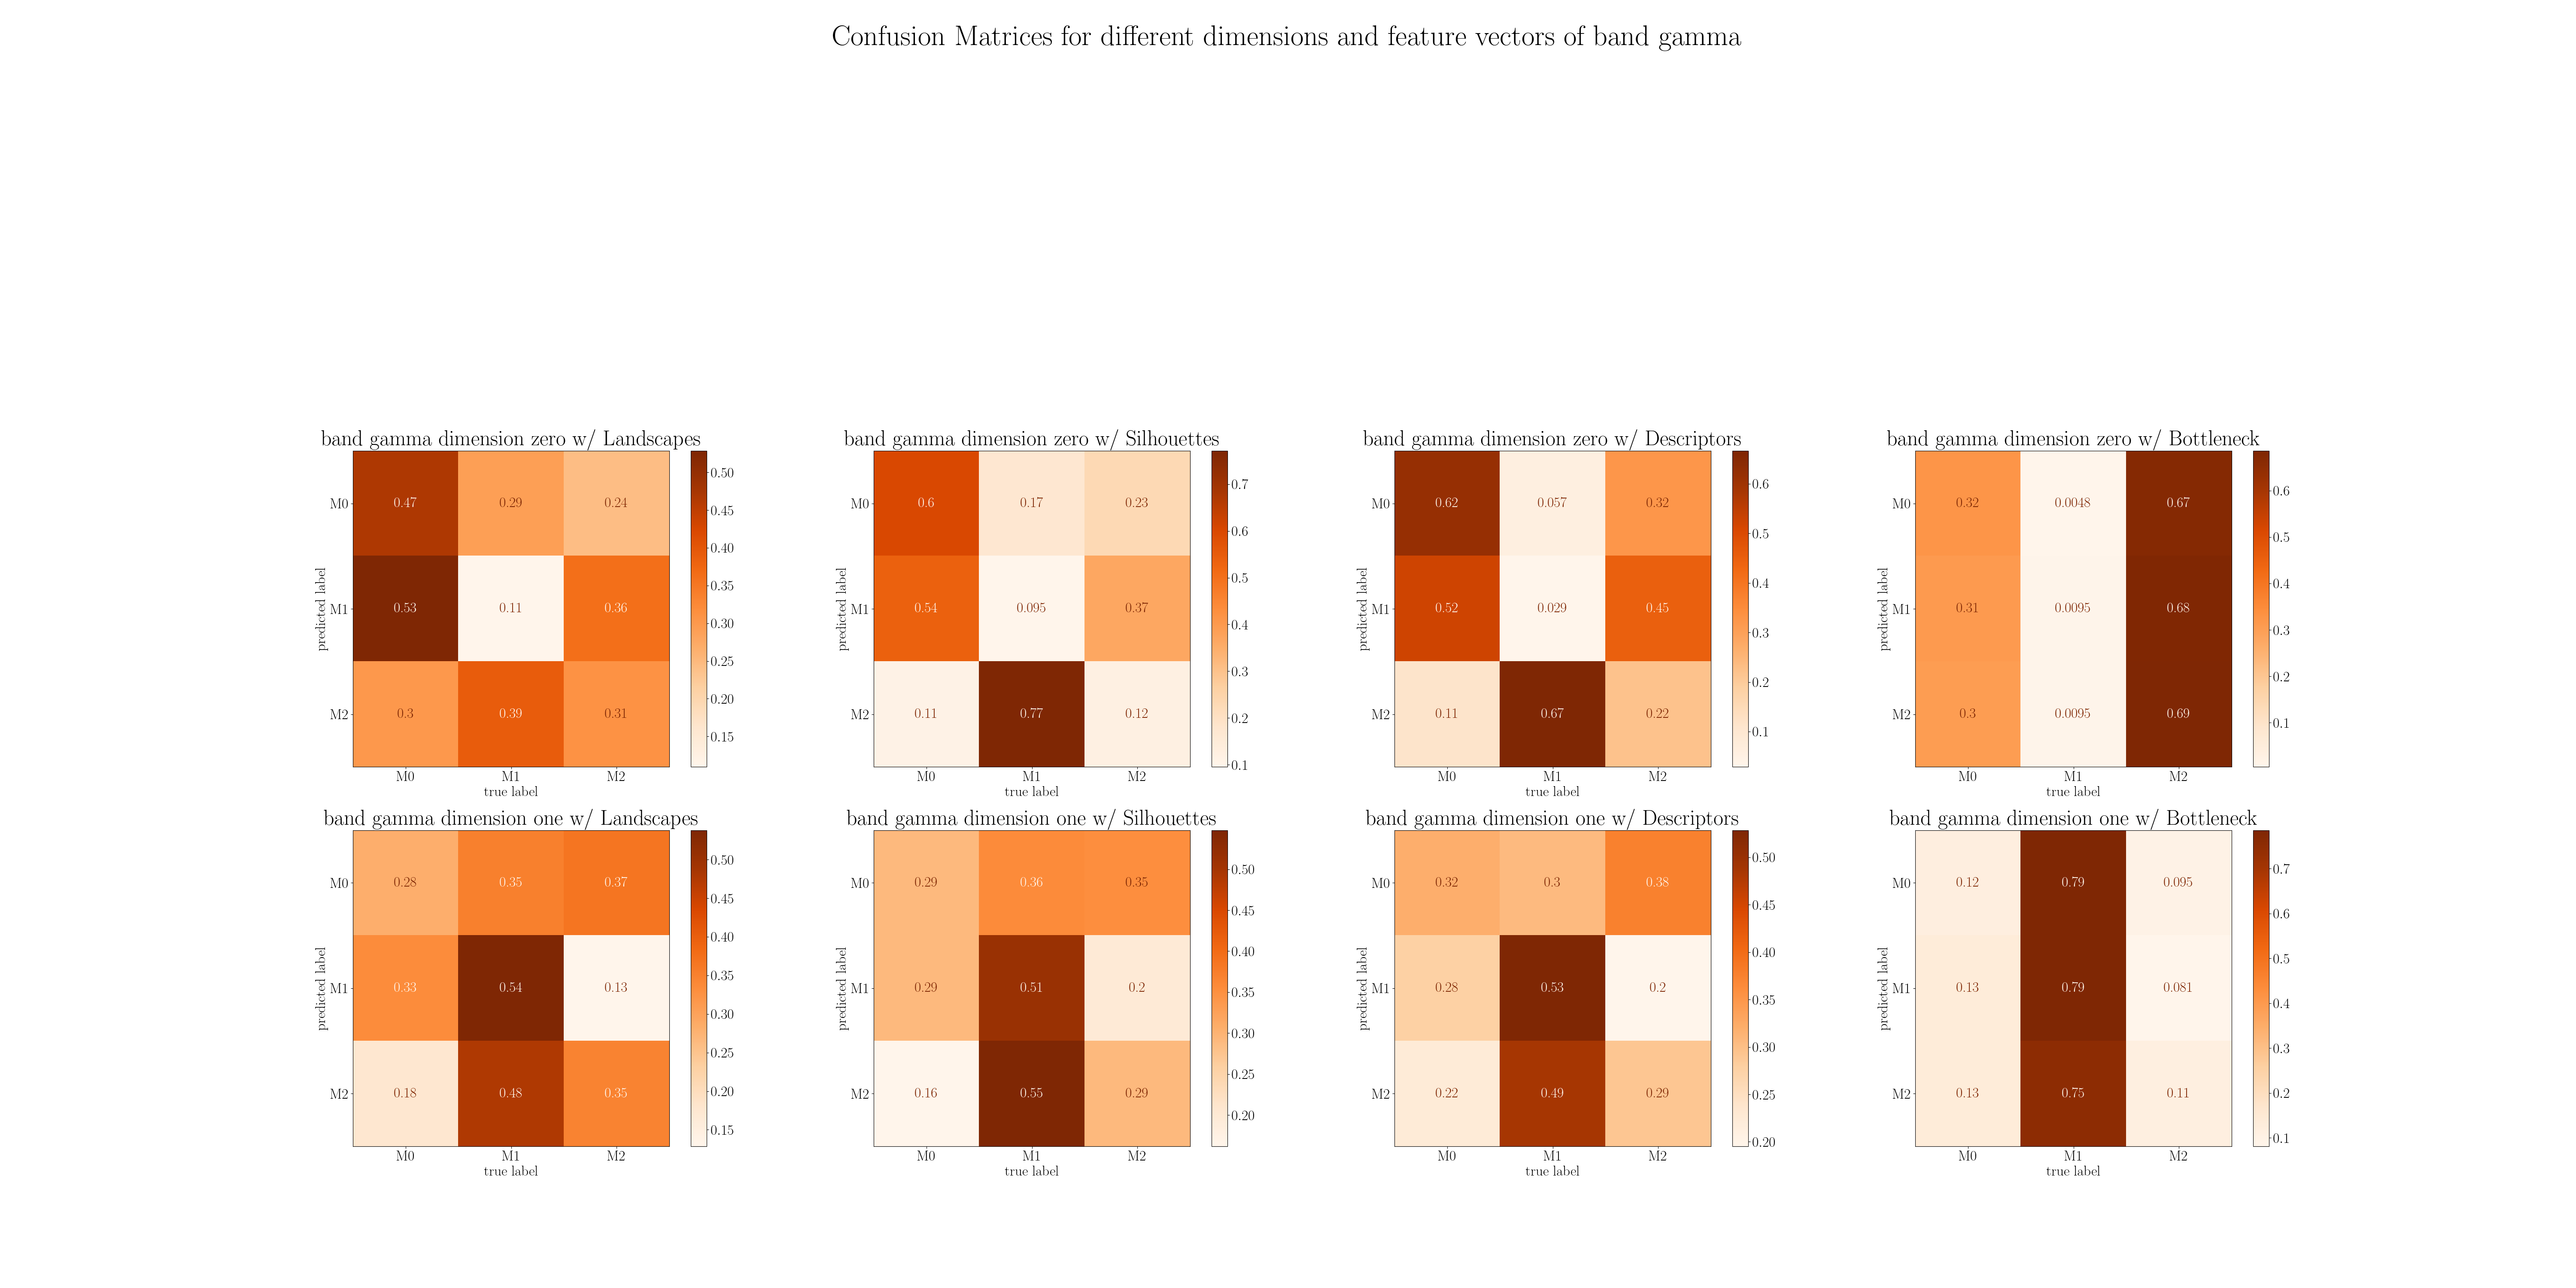 Confusion Matrices for different dimensions and feature vectors of band gamma
band gamma dimension zero w/ Landscapes
predicted label
M0 0.47 0.29 0.24
M1 0.53 0.11 0.36
M2 0.3 0.39 0.31
M0 M1 M2
true label
0.50
0.45
0.40
0.35
0.30
0.25
0.20
0.15
band gamma dimension zero w/ Silhouettes
predicted label
M0 0.6 0.17 0.23
M1 0.54 0.095 0.37
M2 0.11 0.77 0.12
M0 M1 M2
true label
0.7
0.6
0.5
0.4
0.3
0.2
0.1
band gamma dimension zero w/ Descriptors
predicted label
M0 0.62 0.057 0.32
M1 0.52 0.029 0.45
M2 0.11 0.67 0.22
M0 M1 M2
true label
0.6
0.5
0.4
0.3
0.2
0.1
band gamma dimension zero w/ Bottleneck
predicted label
M0 0.32 0.0048 0.67
M1 0.31 0.0095 0.68
M2 0.3 0.0095 0.69
M0 M1 M2
true label
0.6
0.5
0.4
0.3
0.2
0.1
band gamma dimension one w/ Landscapes
predicted label
M0 0.28 0.35 0.37
M1 0.33 0.54 0.13
M2 0.18 0.48 0.35
M0 M1 M2
true label
0.50
0.45
0.40
0.35
0.30
0.25
0.20
0.15
band gamma dimension one w/ Silhouettes
predicted label
M0 0.29 0.36 0.35
M1 0.29 0.51 0.2
M2 0.16 0.55 0.29
M0 M1 M2
true label
0.50
0.45
0.40
0.35
0.30
0.25
0.20
band gamma dimension one w/ Descriptors
predicted label
M0 0.32 0.3 0.38
M1 0.28 0.53 0.2
M2 0.22 0.49 0.29
M0 M1 M2
true label
0.50
0.45
0.40
0.35
0.30
0.25
0.20
band gamma dimension one w/ Bottleneck
predicted label
M0 0.12 0.79 0.095
M1 0.13 0.79 0.081
M2 0.13 0.75 0.11
M0 M1 M2
true label
0.7
0.6
0.5
0.4
0.3
0.2
0.1